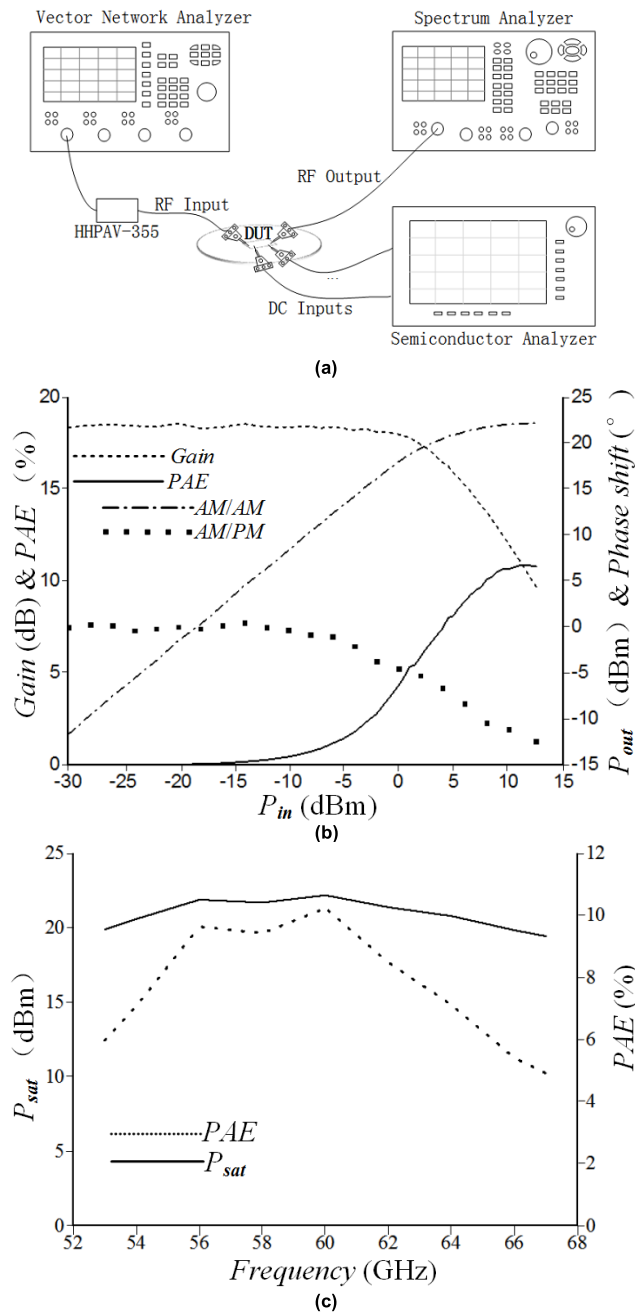 Vector Network Analyzer
Spectrum Analyzer
RF Output
RF Input
HHPAV-355
DUT
...
DC Inputs
Semiconductor Analyzer
(a)
20
15
10
5
0
Gain (dB) & PAE (%)
Gain
PAE
AM/AM
AM/PM
25
20
15
10
5
0
-5
-10
-15
Pout (dBm) & Phase shift (°)
-30 -25 -20 -15 -10 -5 0 5 10 15
Pin (dBm)
(b)
25
20
15
10
5
0
Psat (dBm)
PAE
Psat
12
10
8
6
4
2
0
PAE (%)
52 54 56 58 60 62 64 66 68
Frequency (GHz)
(c)